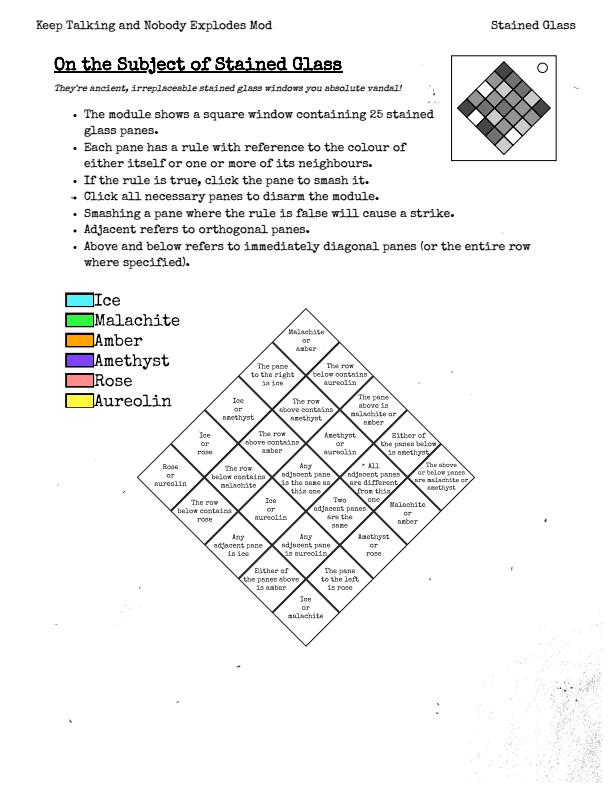 Keep Talking and Nobody Explodes Mod
Stained Glass
On the Subject of Stained Glass
They're ancient, irreplaceable stained glass windows you absolute vandal!
• The module shows a square window containing 25 stained
glass panes.
• Each pane has a rule with reference to the colour of
either itself or one or more of its neighbours.
• If the rule is true, click the pane to smash it.
• Click all necessary panes to disarm the module.
• Smashing a pane where the rule is false will cause a strike.
• Adjacent refers to orthogonal panes.
• Above and below refers to immediately diagonal panes (or the entire row
where specified).
Ice
Malachite
Amber
Amethyst
Rose
Aureolin
Malachite
or
amber
The pane
to the right
is ice
The row
below contains
aureolin
Ice
or
amethyst
The row
above contains
amethyst
The pane
above is
malachite or
amber
Ice
or
rose
The row
above contains
amber
Amethyst
or
aureolin
Either of
the panes below
is amethyst
Rose
or
aureolin
The row
below contains
malachite
Any
adjacent pane
is the same as
this one
All
adjacent panes
are different
from this
one
The above
or below panes
are malachite or
amethyst
The row
below contains
rose
Ice
or
aureolin
Two
adjacent panes
are the
same
Malachite
or
amber
Any
adjacent pane
is ice
Any
adjacent pane
is aureolin
Amethyst
or
rose
Either of
the panes above
is amber
The pane
to the left
is rose
Ice
or
malachite